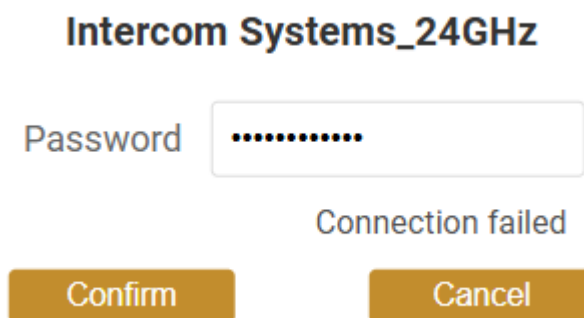 Intercom Systems_24GHz
Password ••••••••••••
Connection failed
Confirm Cancel